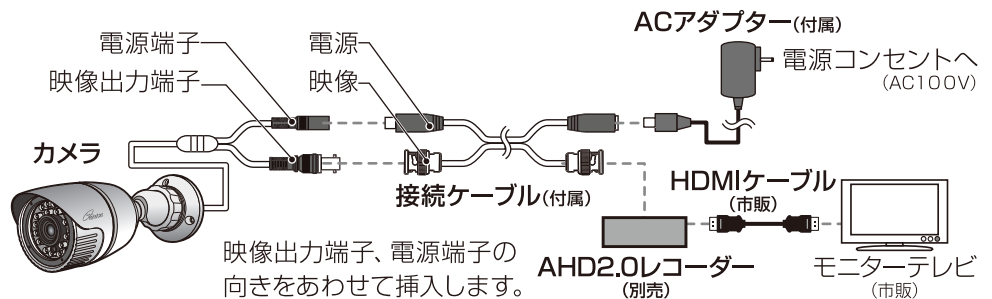 ACアダプター(付属)
電源端子
電源
電源コンセントへ
(AC100V)
映像出力端子
映像
カメラ
接続ケーブル(付属)
HDMIケーブル
(市販)
映像出力端子、電源端子の
向きをあわせて挿入します。
AHD2.0レコーダー
(別売)
モニターテレビ
(市販)